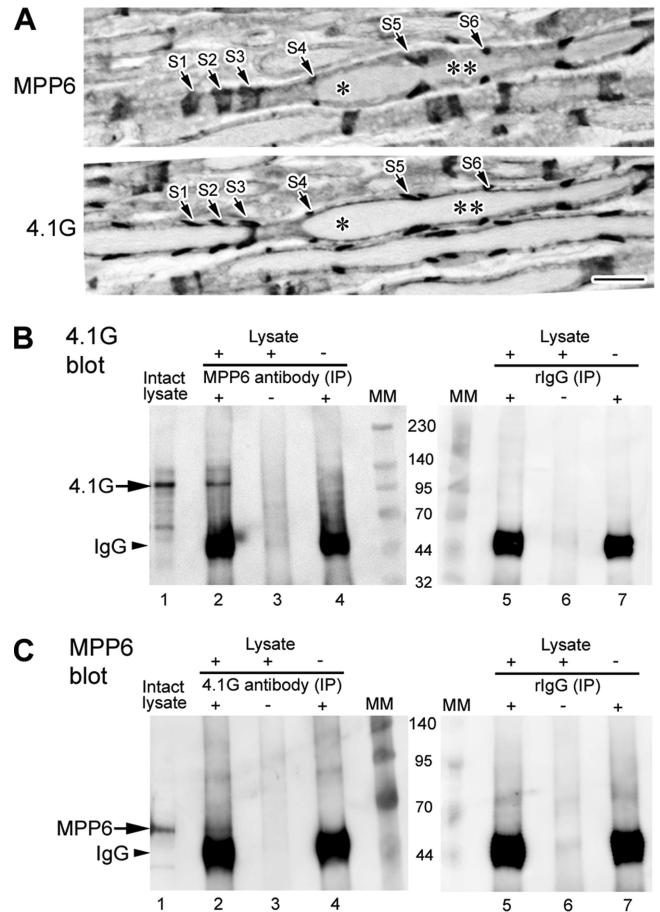 A
MPP6
S1 S2 S3 S4 S5 S6
* **
4.1G
S1 S2 S3 S4 S5 S6
* **
B 4.1G blot
Lysate
+ + -
Intact lysate
MPP6 antibody (IP)
+ - +
MM
Lysate
+ + -
rIgG (IP)
MM
+ - +
230
140
4.1G
95
70
IgG
44
32
1 2 3 4 5 6 7
C MPP6 blot
Lysate
+ + -
Intact lysate
4.1G antibody (IP)
+ - +
MM
Lysate
+ + -
rIgG (IP)
MM
+ - +
140
95
70
MPP6
IgG
44
1 2 3 4 5 6 7